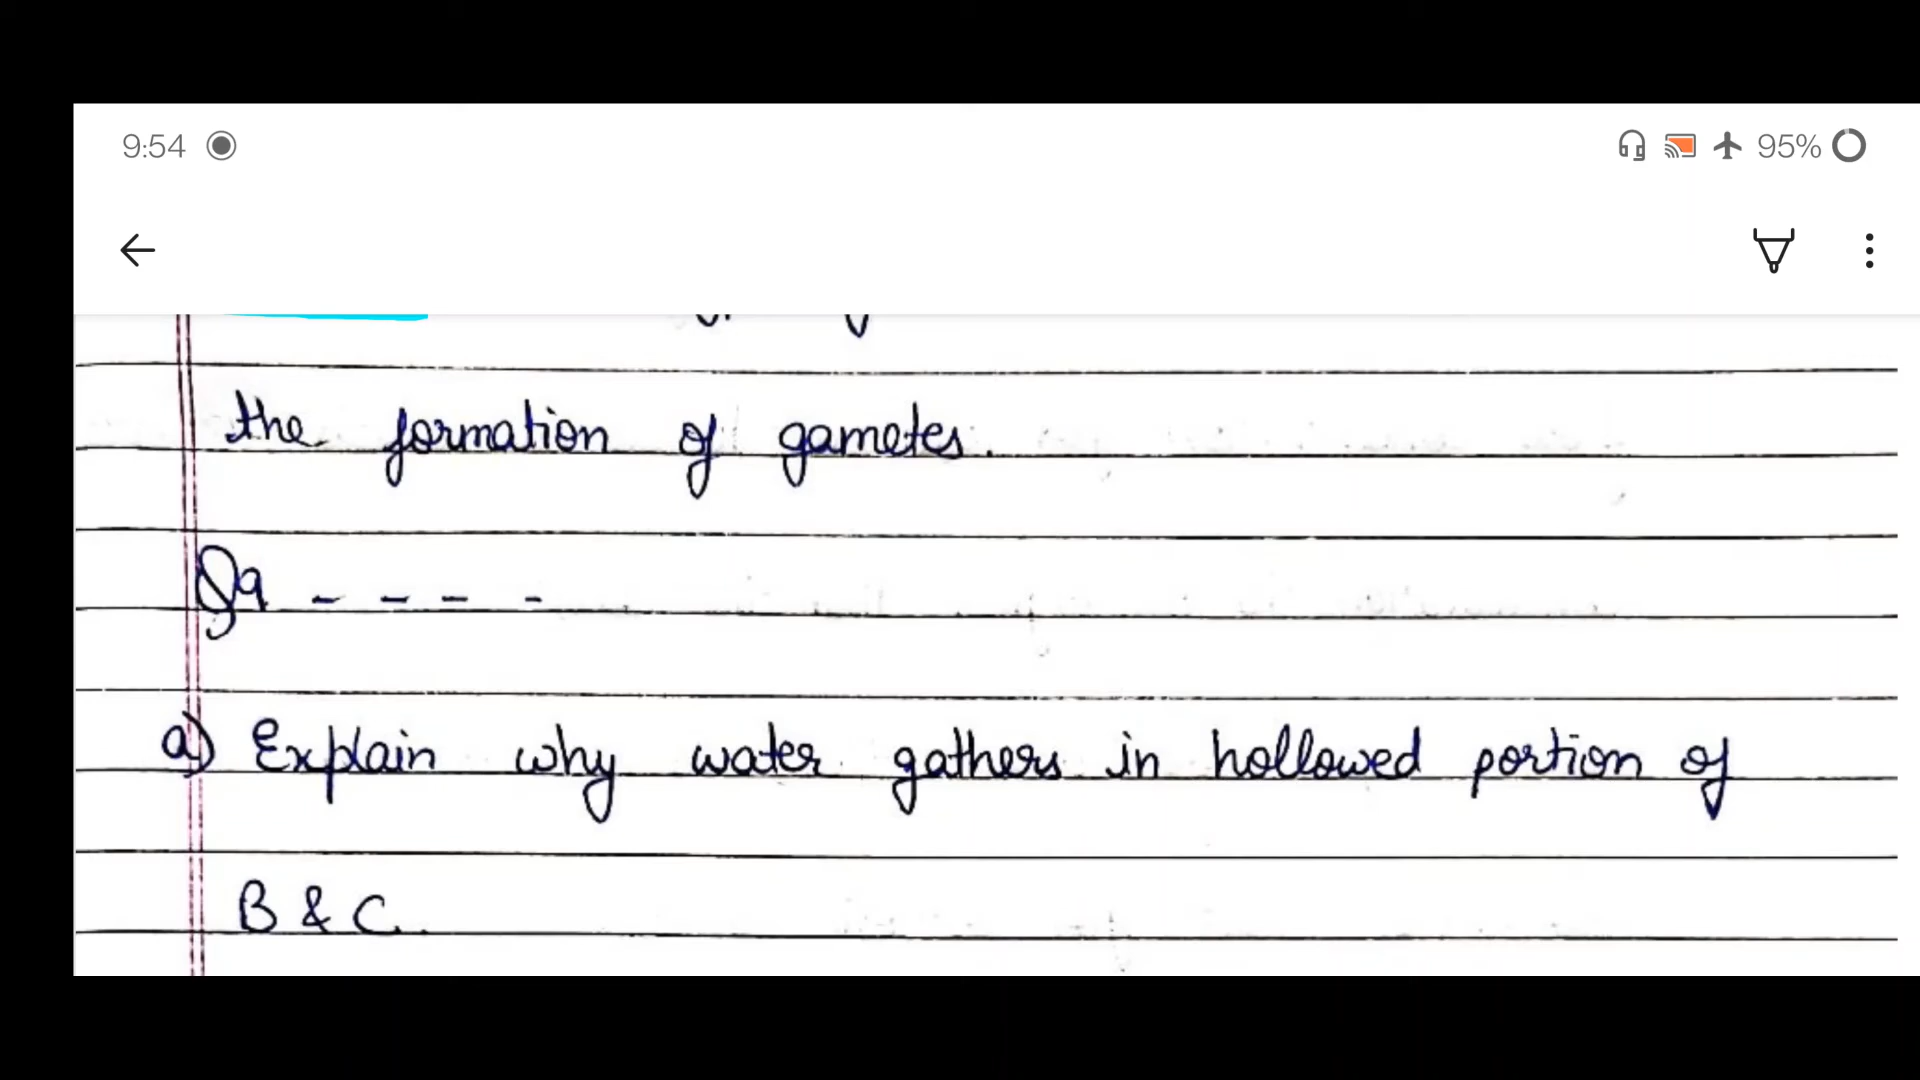 9:54 95%
the formation of gametes.
Q9 - - - -
a) Explain why water gathers in hollowed portion of
B & C.